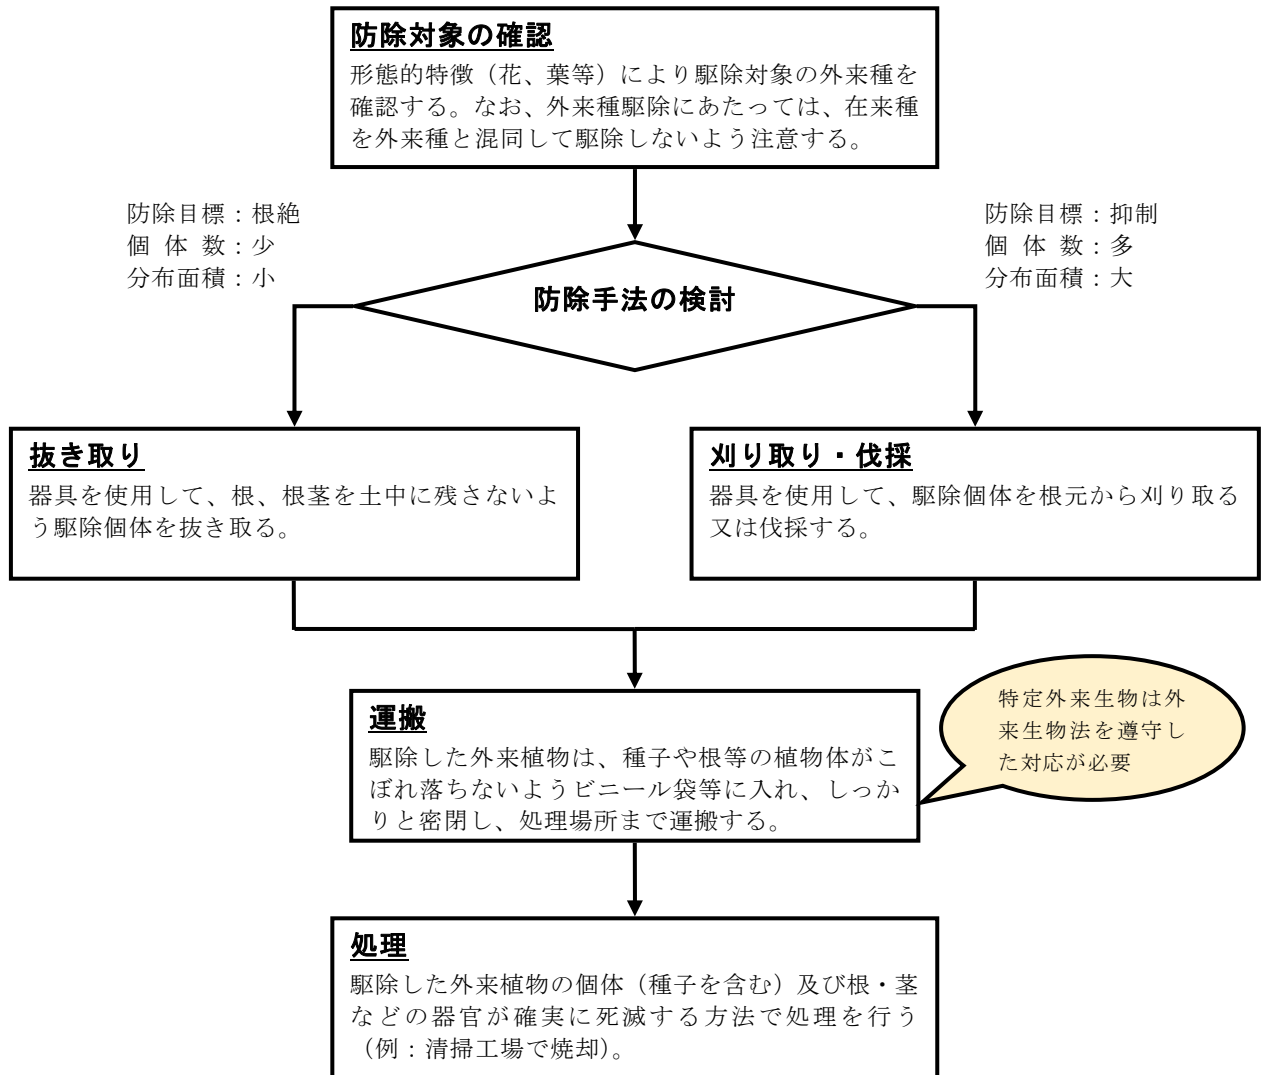 防除対象の確認
形態的特徴（花、葉等）により駆除対象の外来種を
確認する。なお、外来種駆除にあたっては、在来種
を外来種と混同して駆除しないよう注意する。
防除目標：根絶
個 体 数：少
分布面積：小
防除目標：抑制
個 体 数：多
分布面積：大
防除手法の検討
抜き取り
器具を使用して、根、根茎を土中に残さないよ
う駆除個体を抜き取る。
刈り取り・伐採
器具を使用して、駆除個体を根元から刈り取る
又は伐採する。
運搬
駆除した外来植物は、種子や根等の植物体がこ
ぼれ落ちないようビニール袋等に入れ、しっか
りと密閉し、処理場所まで運搬する。
特定外来生物は外
来生物法を遵守し
た対応が必要
処理
駆除した外来植物の個体（種子を含む）及び根・茎
などの器官が確実に死滅する方法で処理を行う
（例：清掃工場で焼却）。